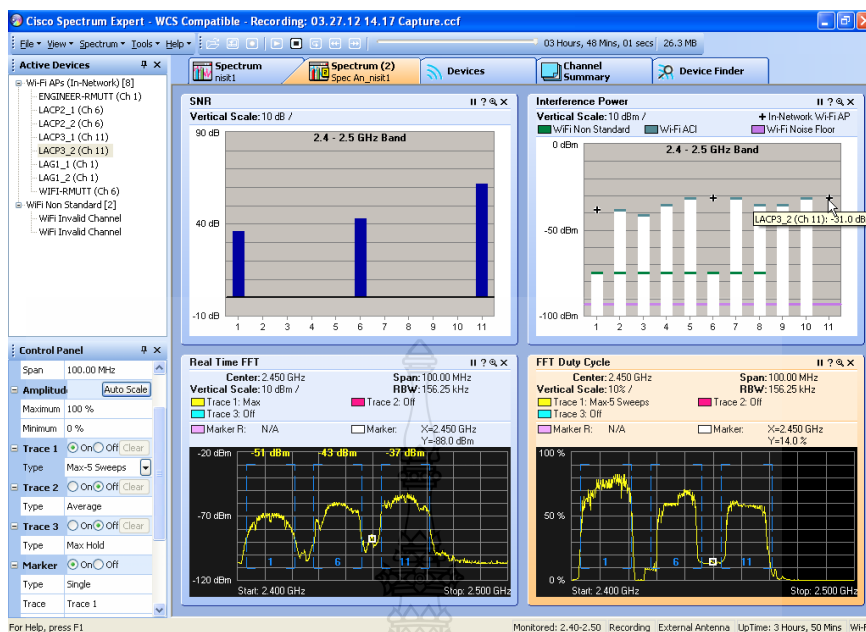 Cisco Spectrum Expert - WCS Compatible - Recording: 03.27.12 14.17 Capture.ccf
File View Spectrum Tools Help
03 Hours, 48 Mins, 01 secs 26.3 MB
Active Devices
Wi-Fi APs (In-Network) [8]
ENGINEER-RMUTT (Ch 1)
LACP2_1 (Ch 6)
LACP2_2 (Ch 6)
LACP3_1 (Ch 11)
LACP3_2 (Ch 11)
LAG1_1 (Ch 1)
LAG1_2 (Ch 1)
WIFI-RMUTT (Ch 6)
WiFi Non Standard [2]
WiFi Invalid Channel
WiFi Invalid Channel
Spectrum
nisit1
Spectrum (2)
Spec An_nisit1
Devices
Channel Summary
Device Finder
SNR
Vertical Scale: 10 dB /
2.4 - 2.5 GHz Band
90 dB
40 dB
-10 dB
1 2 3 4 5 6 7 8 9 10 11
Interference Power
Vertical Scale: 10 dBm /
In-Network Wi-Fi AP
WiFi Non Standard WiFi ACI WiFi Noise Floor
2.4 - 2.5 GHz Band
0 dBm
-50 dBm
-100 dBm
LACP3_2 (Ch 11): -31.0 dB
1 2 3 4 5 6 7 8 9 10 11
Control Panel
Span 100.00 MHz
Amplitud Auto Scale
Maximum 100 %
Minimum 0 %
Trace 1 On Off Clear
Type Max-5 Sweeps
Trace 2 On Off Clear
Type Average
Trace 3 On Off Clear
Type Max Hold
Marker On Off
Type Single
Trace Trace 1
Real Time FFT
Center: 2.450 GHz Span: 100.00 MHz
Vertical Scale: 10 dBm / RBW: 156.25 kHz
Trace 1: Max Trace 2: Off
Trace 3: Off
Marker R: N/A Marker: X=2.450 GHz
Y=-88.0 dBm
-20 dBm -51 dBm -43 dBm -37 dBm
-70 dBm
1 6 11
-120 dBm
Start: 2.400 GHz Stop: 2.500 GHz
FFT Duty Cycle
Center: 2.450 GHz Span: 100.00 MHz
Vertical Scale: 10% / RBW: 156.25 kHz
Trace 1: Max-5 Sweeps Trace 2: Off
Trace 3: Off
Marker R: N/A Marker: X=2.450 GHz
Y=14.0 %
100 %
50 %
1 6 11
0 %
Start: 2.400 GHz Stop: 2.500 GHz
For Help, press F1
Monitored: 2.40-2.50 Recording External Antenna UpTime: 3 Hours, 50 Mins Wi-F